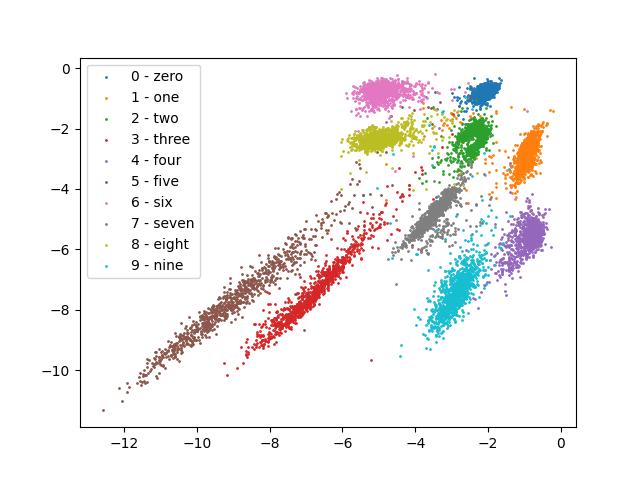 0
−2
−4
−6
−8
−10
0 - zero
1 - one
2 - two
3 - three
4 - four
5 - five
6 - six
7 - seven
8 - eight
9 - nine
−12 −10 −8 −6 −4 −2 0